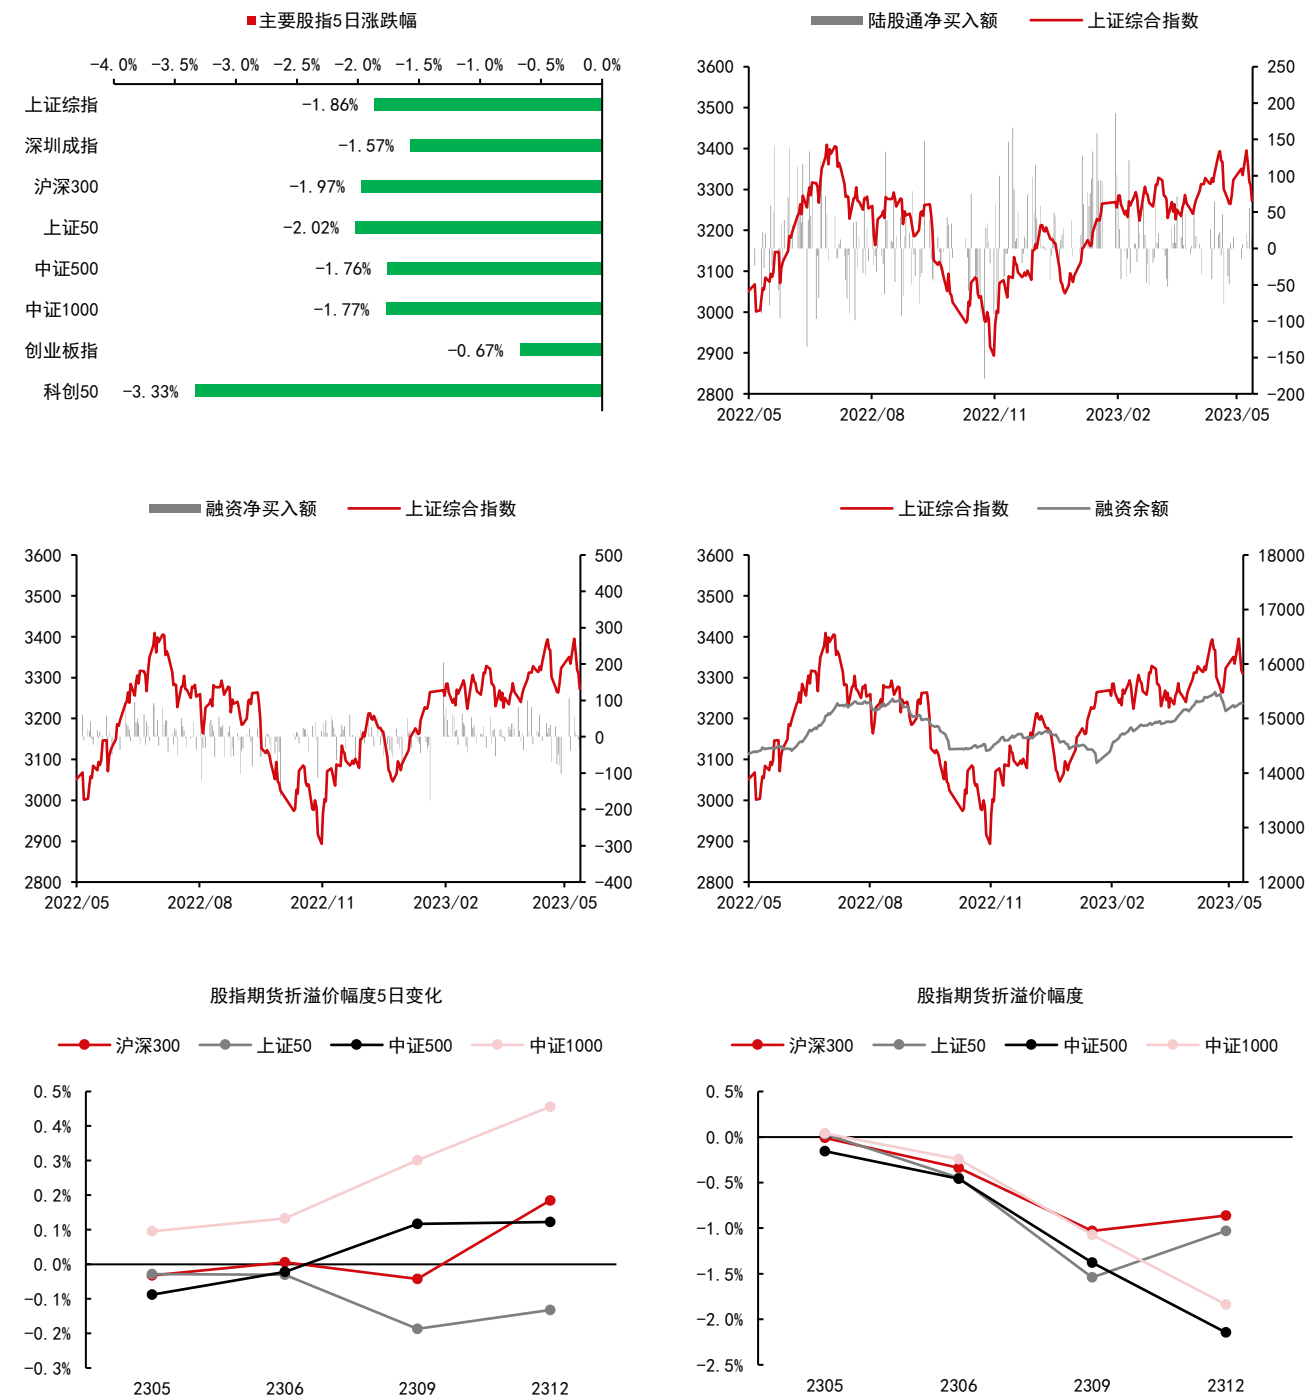 主要股指5日涨跌幅
-4.0% -3.5% -3.0% -2.5% -2.0% -1.5% -1.0% -0.5% 0.0%
上证综指 -1.86%
深圳成指 -1.57%
沪深300 -1.97%
上证50 -2.02%
中证500 -1.76%
中证1000 -1.77%
创业板指 -0.67%
科创50 -3.33%
陆股通净买入额 上证综合指数
3600 250
3500 200
3400 150
3300 100
3200 50
3100 0
3000 -50
2900 -100
2800 -150
-200
2022/05 2022/08 2022/11 2023/02 2023/05
融资净买入额 上证综合指数
3600 500
3500 400
3400 300
3300 200
3200 100
3100 0
3000 -100
2900 -200
2800 -300
-400
2022/05 2022/08 2022/11 2023/02 2023/05
上证综合指数 融资余额
3600 18000
3500 17000
3400 16000
3300 15000
3200 14000
3100 13000
3000 12000
2900
2800
2022/05 2022/08 2022/11 2023/02 2023/05
股指期货折溢价幅度5日变化
沪深300 上证50 中证500 中证1000
0.5%
0.4%
0.3%
0.2%
0.1%
0.0%
-0.1%
-0.2%
-0.3%
2305 2306 2309 2312
股指期货折溢价幅度
沪深300 上证50 中证500 中证1000
0.5%
0.0%
-0.5%
-1.0%
-1.5%
-2.0%
-2.5%
2305 2306 2309 2312